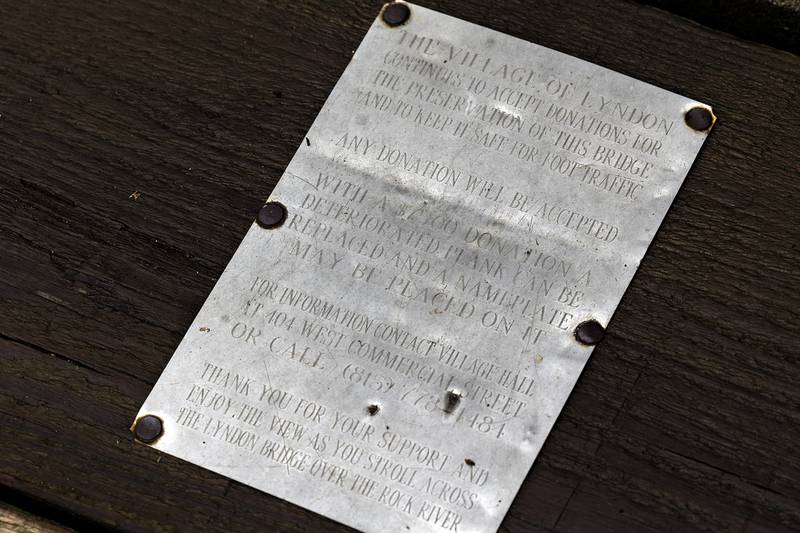 THE VILLAGE OF LYNDON
CONTINUES TO ACCEPT DONATIONS FOR
THE PRESERVATION OF THIS BRIDGE
AND TO KEEP IT SAFE FOR FOOT TRAFFIC
ANY DONATION WILL BE ACCEPTED
WITH A DONATION A
DETERIORATED PLANK CAN BE
REPLACED AND A NAMEPLATE
MAY BE PLACED ON IT
FOR INFORMATION CONTACT VILLAGE HALL
AT 404 WEST COMMERCIAL STREET
OR CALL (815) 778-4484
THANK YOU FOR YOUR SUPPORT AND
ENJOY THE VIEW AS YOU STROLL ACROSS
THE LYNDON BRIDGE OVER THE ROCK RIVER